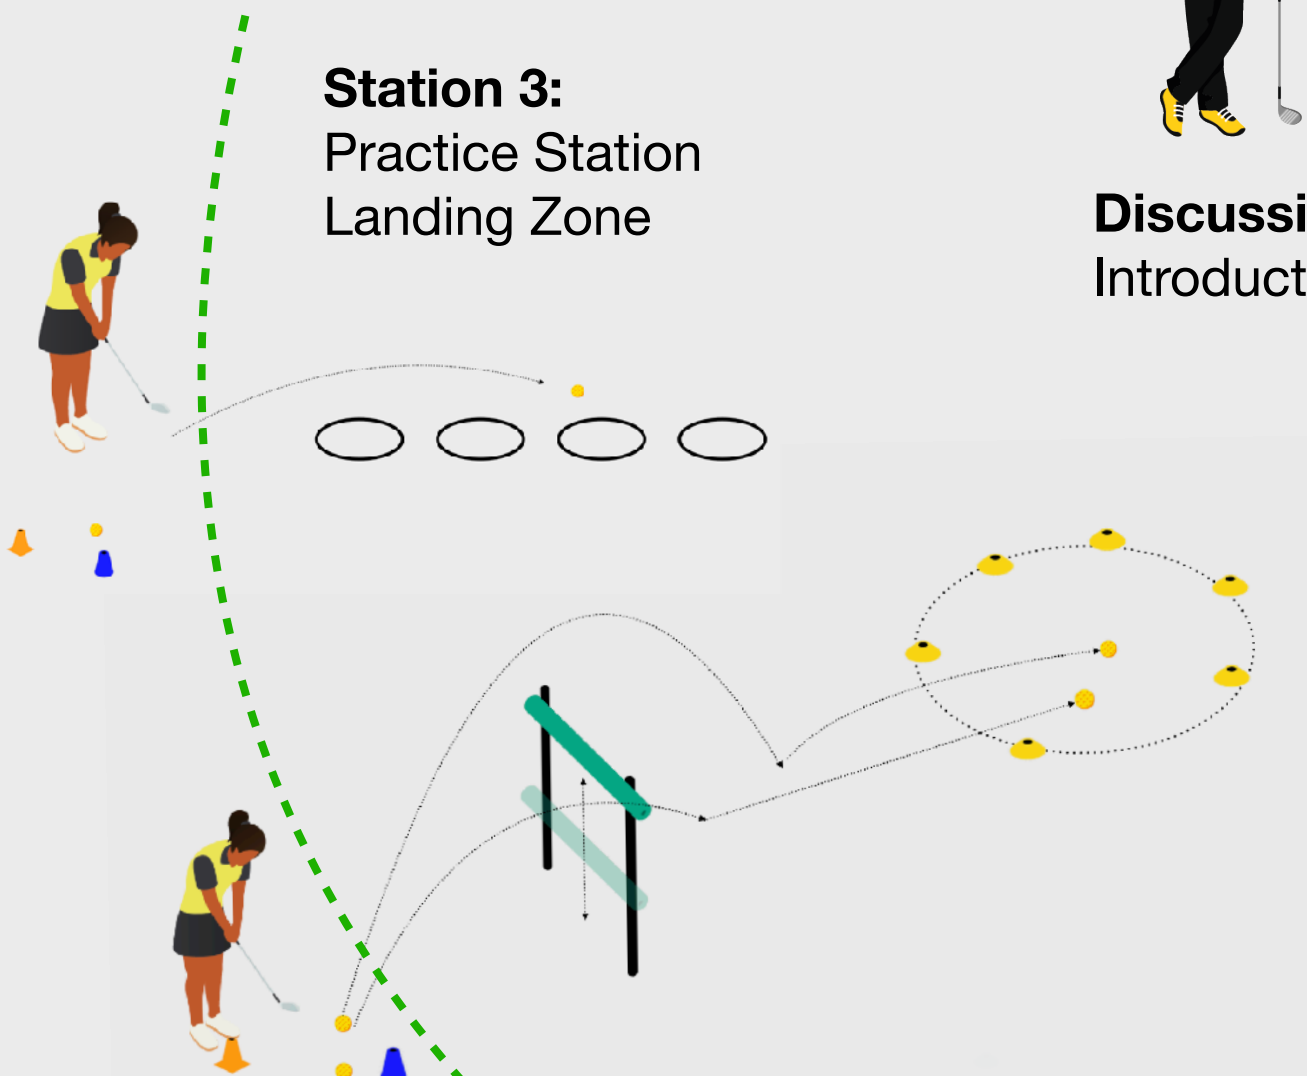 Station 3:
Practice Station
Landing Zone
Discussi
Introduct